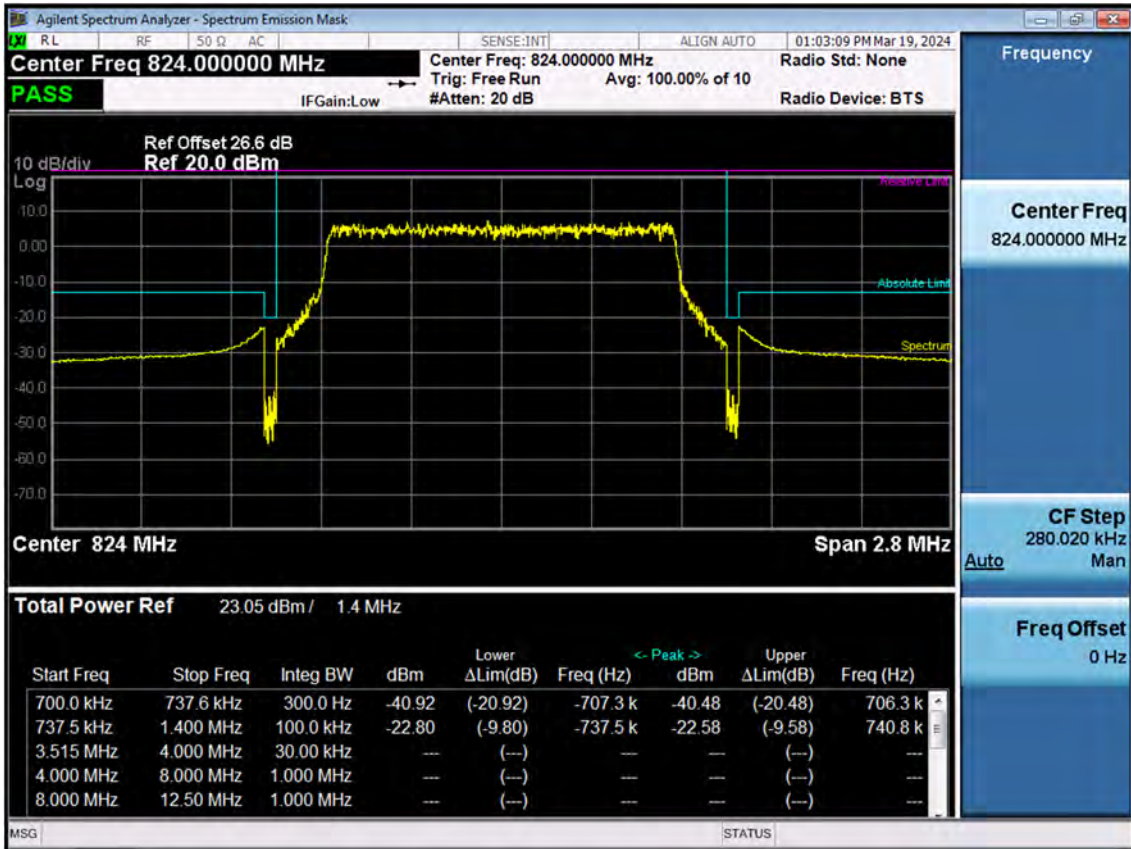 Agilent Spectrum Analyzer - Spectrum Emission Mask
LXI RL RF 50 Ω AC SENSE:INT ALIGN AUTO 01:03:09 PM Mar 19, 2024
Center Freq 824.000000 MHz
Center Freq: 824.000000 MHz Radio Std: None
Trig: Free Run Avg: 100.00% of 10
PASS IFGain:Low #Atten: 20 dB Radio Device: BTS
Ref Offset 26.6 dB
10 dB/div Ref 20.0 dBm
Log
Relative Limit
10.0
0.00
-10.0
Absolute Limit
-20.0
-30.0
Spectrum
-40.0
-50.0
-60.0
-70.0
Center 824 MHz Span 2.8 MHz
Total Power Ref 23.05 dBm / 1.4 MHz
Lower <- Peak -> Upper
Start Freq Stop Freq Integ BW dBm ΔLim(dB) Freq (Hz) dBm ΔLim(dB) Freq (Hz)
700.0 kHz 737.6 kHz 300.0 Hz -40.92 (-20.92) -707.3 k -40.48 (-20.48) 706.3 k
737.5 kHz 1.400 MHz 100.0 kHz -22.80 (-9.80) -737.5 k -22.58 (-9.58) 740.8 k
3.515 MHz 4.000 MHz 30.00 kHz --- (---) --- --- (---) ---
4.000 MHz 8.000 MHz 1.000 MHz --- (---) --- --- (---) ---
8.000 MHz 12.50 MHz 1.000 MHz --- (---) --- --- (---) ---
MSG STATUS
Frequency
Center Freq
824.000000 MHz
CF Step
280.020 kHz
Auto Man
Freq Offset
0 Hz